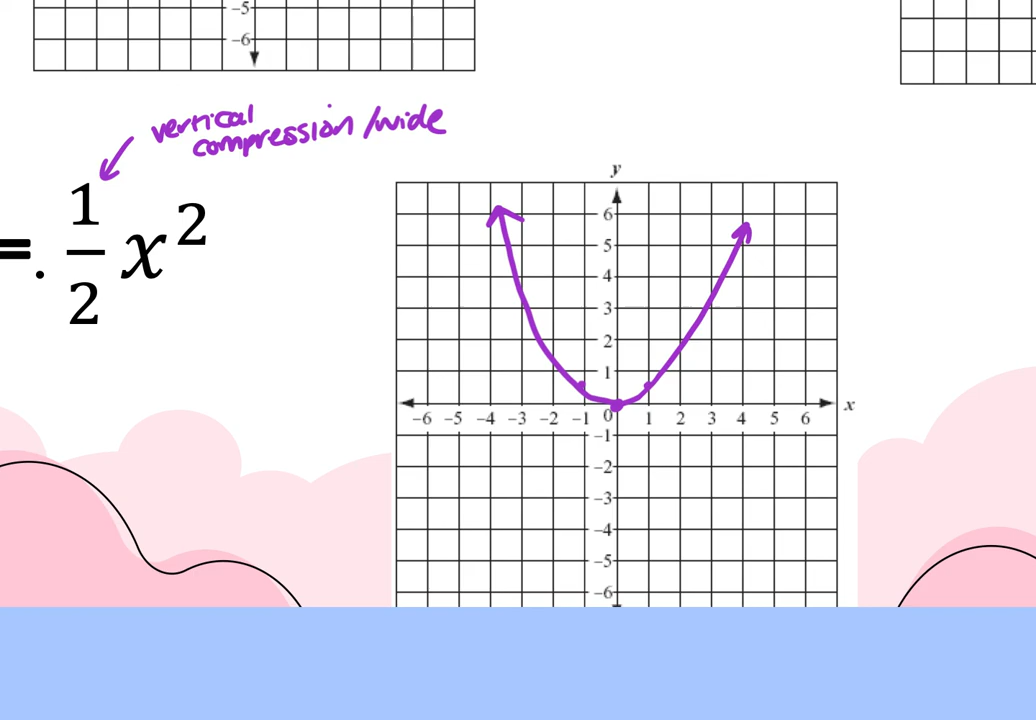 −5
−6
vertical
compression/wide
=. 1/2 x²
y
6
5
4
3
2
1
−6 −5 −4 −3 −2 −1 0 1 2 3 4 5 6 x
−1
−2
−3
−4
−5
−6